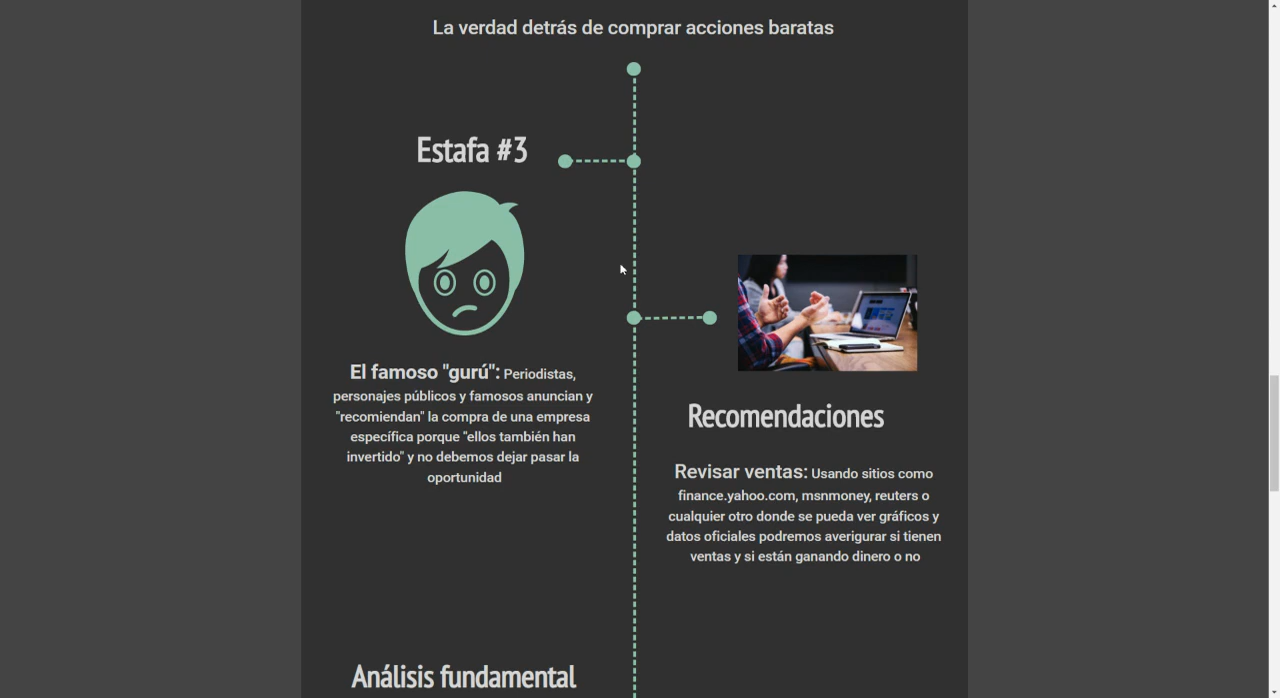 La verdad detrás de comprar acciones baratas
Estafa #3
El famoso "gurú": Periodistas,
personajes públicos y famosos anuncian y
"recomiendan" la compra de una empresa
específica porque "ellos también han
invertido" y no debemos dejar pasar la
oportunidad
Recomendaciones
Revisar ventas: Usando sitios como
finance.yahoo.com, msnmoney, reuters o
cualquier otro donde se pueda ver gráficos y
datos oficiales podremos averigurar si tienen
ventas y si están ganando dinero o no
Análisis fundamental